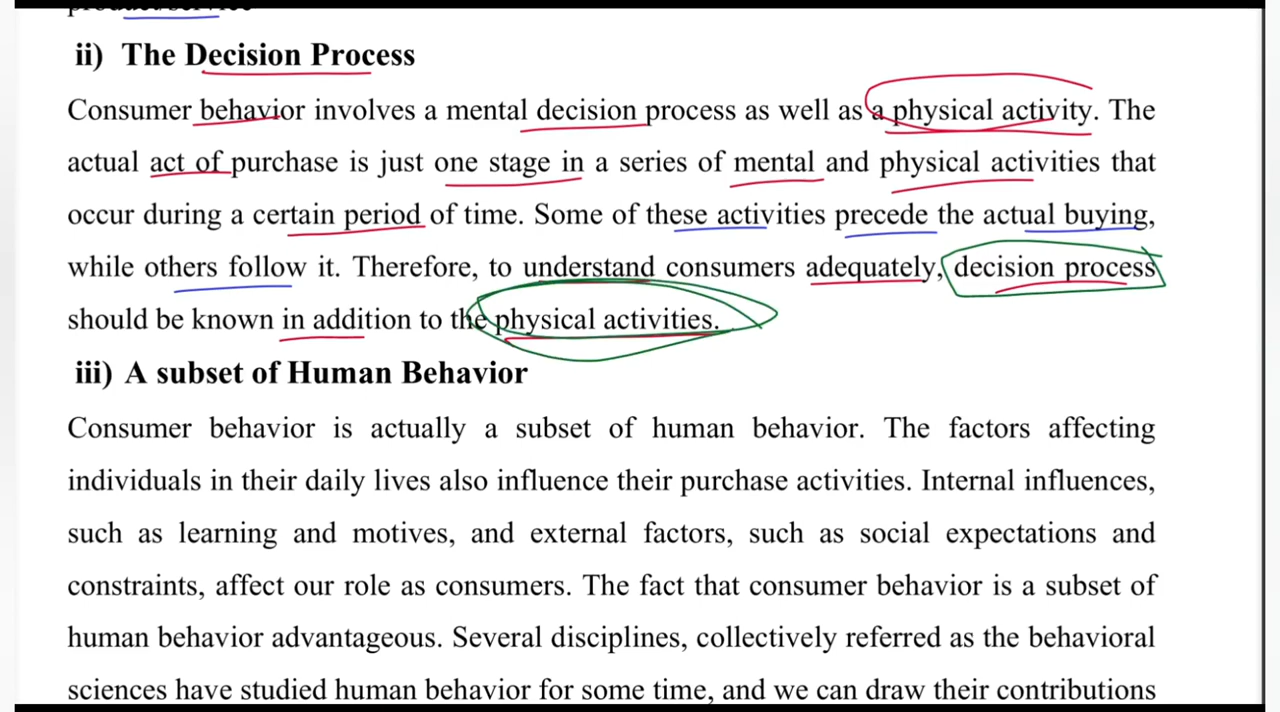 ii) The Decision Process
Consumer behavior involves a mental decision process as well as a physical activity. The
actual act of purchase is just one stage in a series of mental and physical activities that
occur during a certain period of time. Some of these activities precede the actual buying,
while others follow it. Therefore, to understand consumers adequately, decision process
should be known in addition to the physical activities.
iii) A subset of Human Behavior
Consumer behavior is actually a subset of human behavior. The factors affecting
individuals in their daily lives also influence their purchase activities. Internal influences,
such as learning and motives, and external factors, such as social expectations and
constraints, affect our role as consumers. The fact that consumer behavior is a subset of
human behavior advantageous. Several disciplines, collectively referred as the behavioral
sciences have studied human behavior for some time, and we can draw their contributions